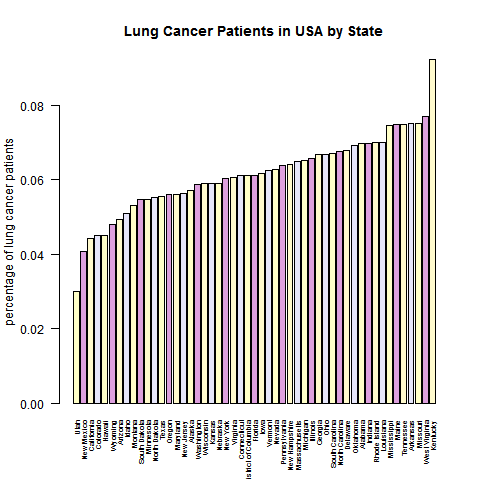 Lung Cancer Patients in USA by State
percentage of lung cancer patients
0.08
0.06
0.04
0.02
0.00
Utah
New Mexico
California
Colorado
Hawaii
Wyoming
Arizona
Idaho
Montana
South Dakota
Minnesota
North Dakota
Texas
Oregon
Maryland
New Jersey
Alaska
Washington
Wisconsin
Kansas
Nebraska
New York
Virginia
Connecticut
istrict of Columbia
Florida
Iowa
Vermont
Nevada
Pennsylvania
New Hampshire
Massachusetts
Michigan
Illinois
Georgia
Ohio
South Carolina
North Carolina
Delaware
Oklahoma
Alabama
Indiana
Rhode Island
Louisiana
Mississippi
Maine
Tennessee
Arkansas
Missouri
West Virginia
Kentucky